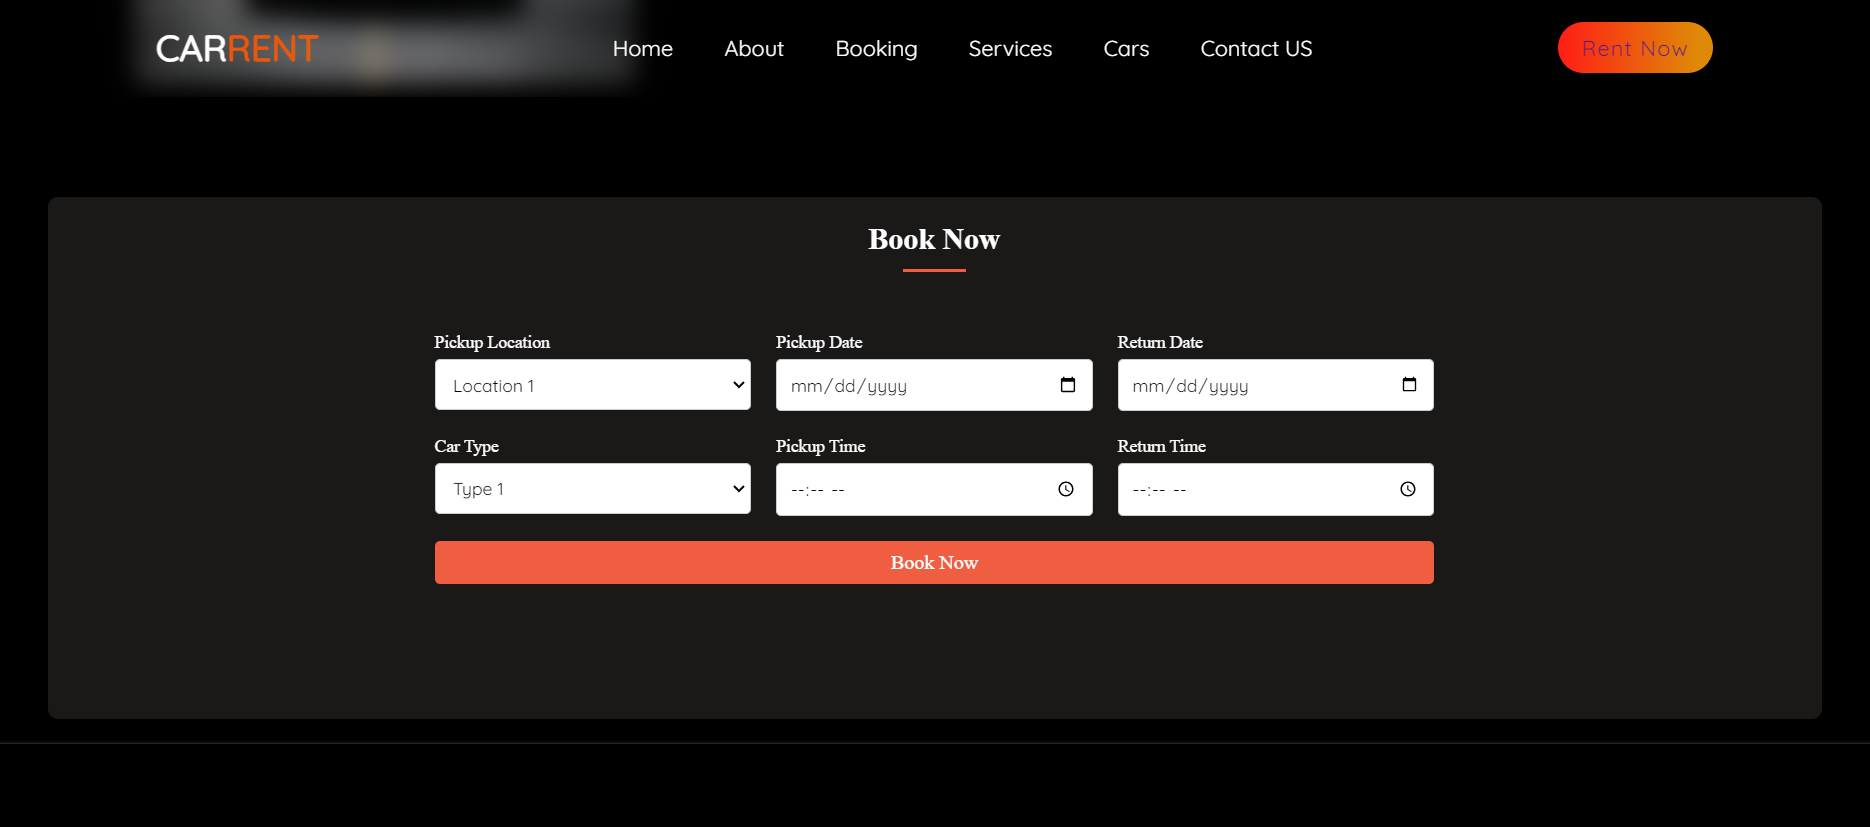 CARRENT Home About Booking Services Cars Contact US Rent Now
Book Now
Pickup Location Pickup Date Return Date
Location 1 mm/dd/yyyy mm/dd/yyyy
Car Type Pickup Time Return Time
Type 1 --:-- -- --:-- --
Book Now